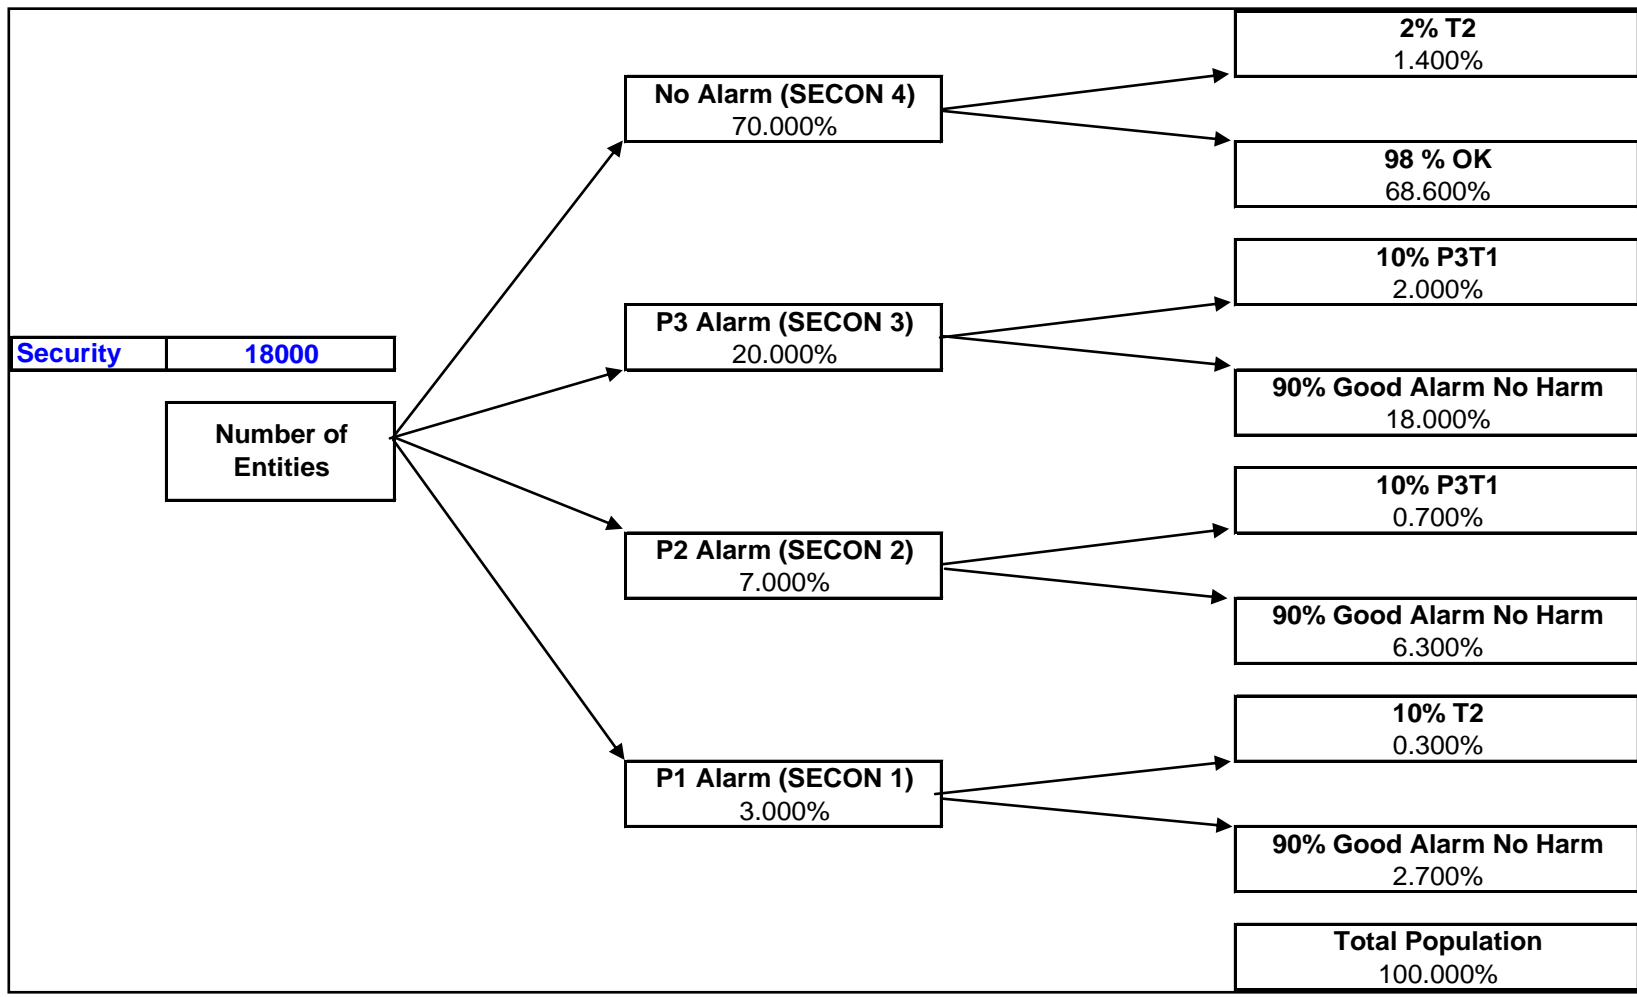 2% T2
1.400%
No Alarm (SECON 4)
70.000%
98 % OK
68.600%
10% P3T1
2.000%
P3 Alarm (SECON 3)
20.000%
Security 18000
90% Good Alarm No Harm
18.000%
Number of
Entities
10% P3T1
0.700%
P2 Alarm (SECON 2)
7.000%
90% Good Alarm No Harm
6.300%
10% T2
0.300%
P1 Alarm (SECON 1)
3.000%
90% Good Alarm No Harm
2.700%
Total Population
100.000%